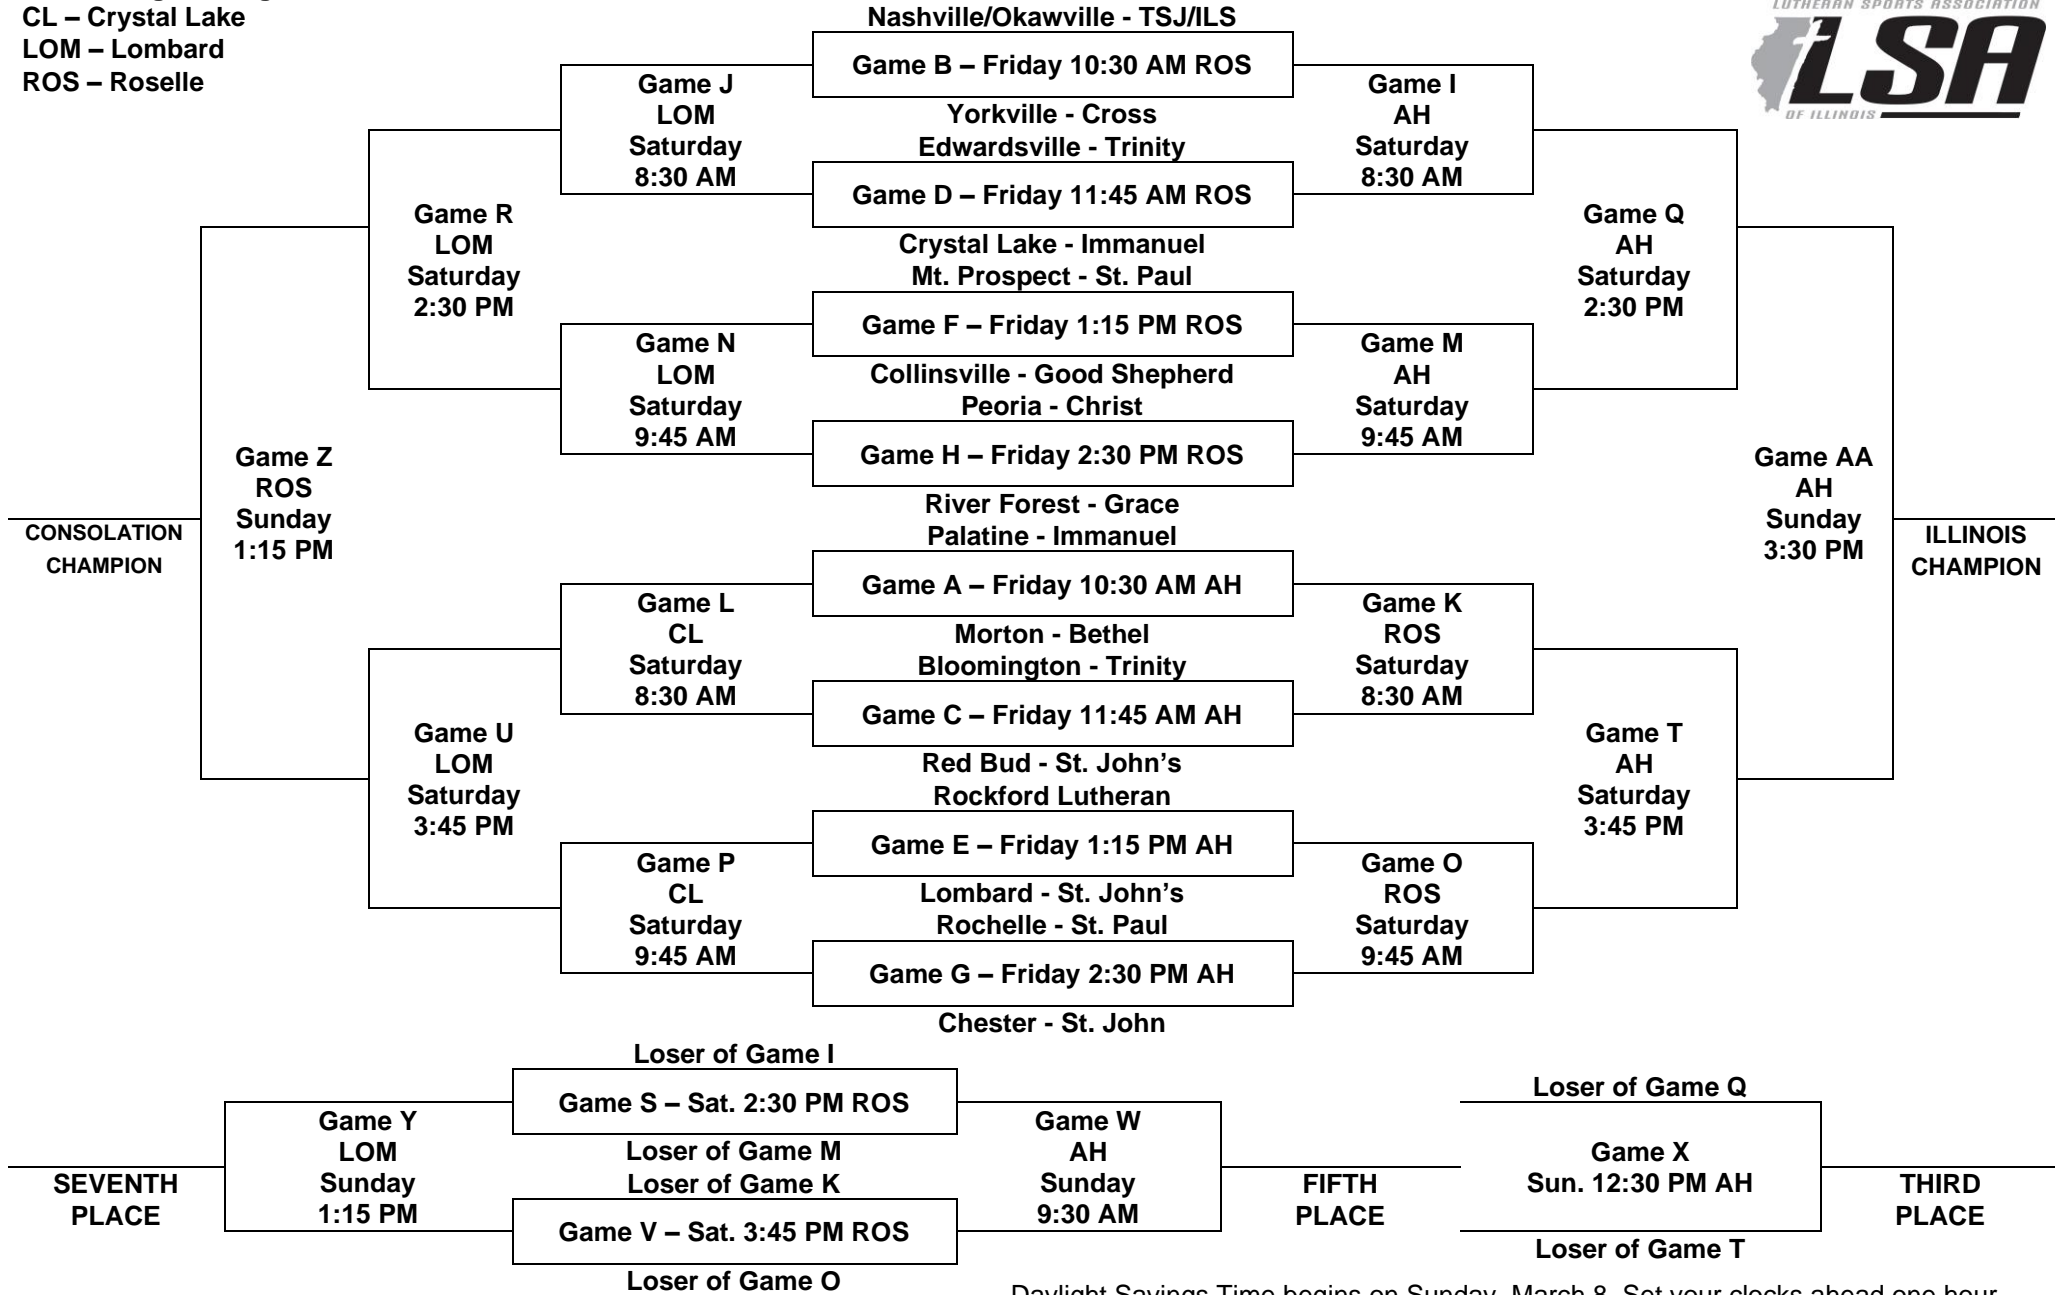 CL – Crystal Lake
LOM – Lombard
ROS – Roselle
LUTHERAN SPORTS ASSOCIATION
LSA
OF ILLINOIS
Nashville/Okawville - TSJ/ILS
Game B – Friday 10:30 AM ROS
Yorkville - Cross
Edwardsville - Trinity
Game D – Friday 11:45 AM ROS
Crystal Lake - Immanuel
Mt. Prospect - St. Paul
Game F – Friday 1:15 PM ROS
Collinsville - Good Shepherd
Peoria - Christ
Game H – Friday 2:30 PM ROS
River Forest - Grace
Palatine - Immanuel
Game A – Friday 10:30 AM AH
Morton - Bethel
Bloomington - Trinity
Game C – Friday 11:45 AM AH
Red Bud - St. John’s
Rockford Lutheran
Game E – Friday 1:15 PM AH
Lombard - St. John’s
Rochelle - St. Paul
Game G – Friday 2:30 PM AH
Chester - St. John
Game J
LOM
Saturday
8:30 AM
Game N
LOM
Saturday
9:45 AM
Game L
CL
Saturday
8:30 AM
Game P
CL
Saturday
9:45 AM
Game R
LOM
Saturday
2:30 PM
Game U
LOM
Saturday
3:45 PM
Game Z
ROS
Sunday
1:15 PM
CONSOLATION
CHAMPION
Game I
AH
Saturday
8:30 AM
Game M
AH
Saturday
9:45 AM
Game K
ROS
Saturday
8:30 AM
Game O
ROS
Saturday
9:45 AM
Game Q
AH
Saturday
2:30 PM
Game T
AH
Saturday
3:45 PM
Game AA
AH
Sunday
3:30 PM
ILLINOIS
CHAMPION
Loser of Game I
Game S – Sat. 2:30 PM ROS
Loser of Game M
Loser of Game K
Game V – Sat. 3:45 PM ROS
Loser of Game O
Game Y
LOM
Sunday
1:15 PM
SEVENTH
PLACE
Game W
AH
Sunday
9:30 AM
FIFTH
PLACE
Loser of Game Q
Game X
Sun. 12:30 PM AH
Loser of Game T
THIRD
PLACE
Daylight Savings Time begins on Sunday, March 8. Set your clocks ahead one hour